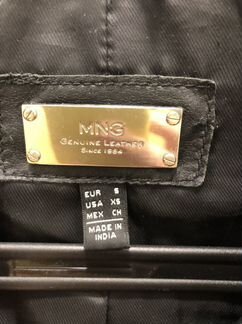 MNG
GENUINE LEATHER
SINCE 1984
EUR S
USA XS
MEX CH
MADE IN
INDIA